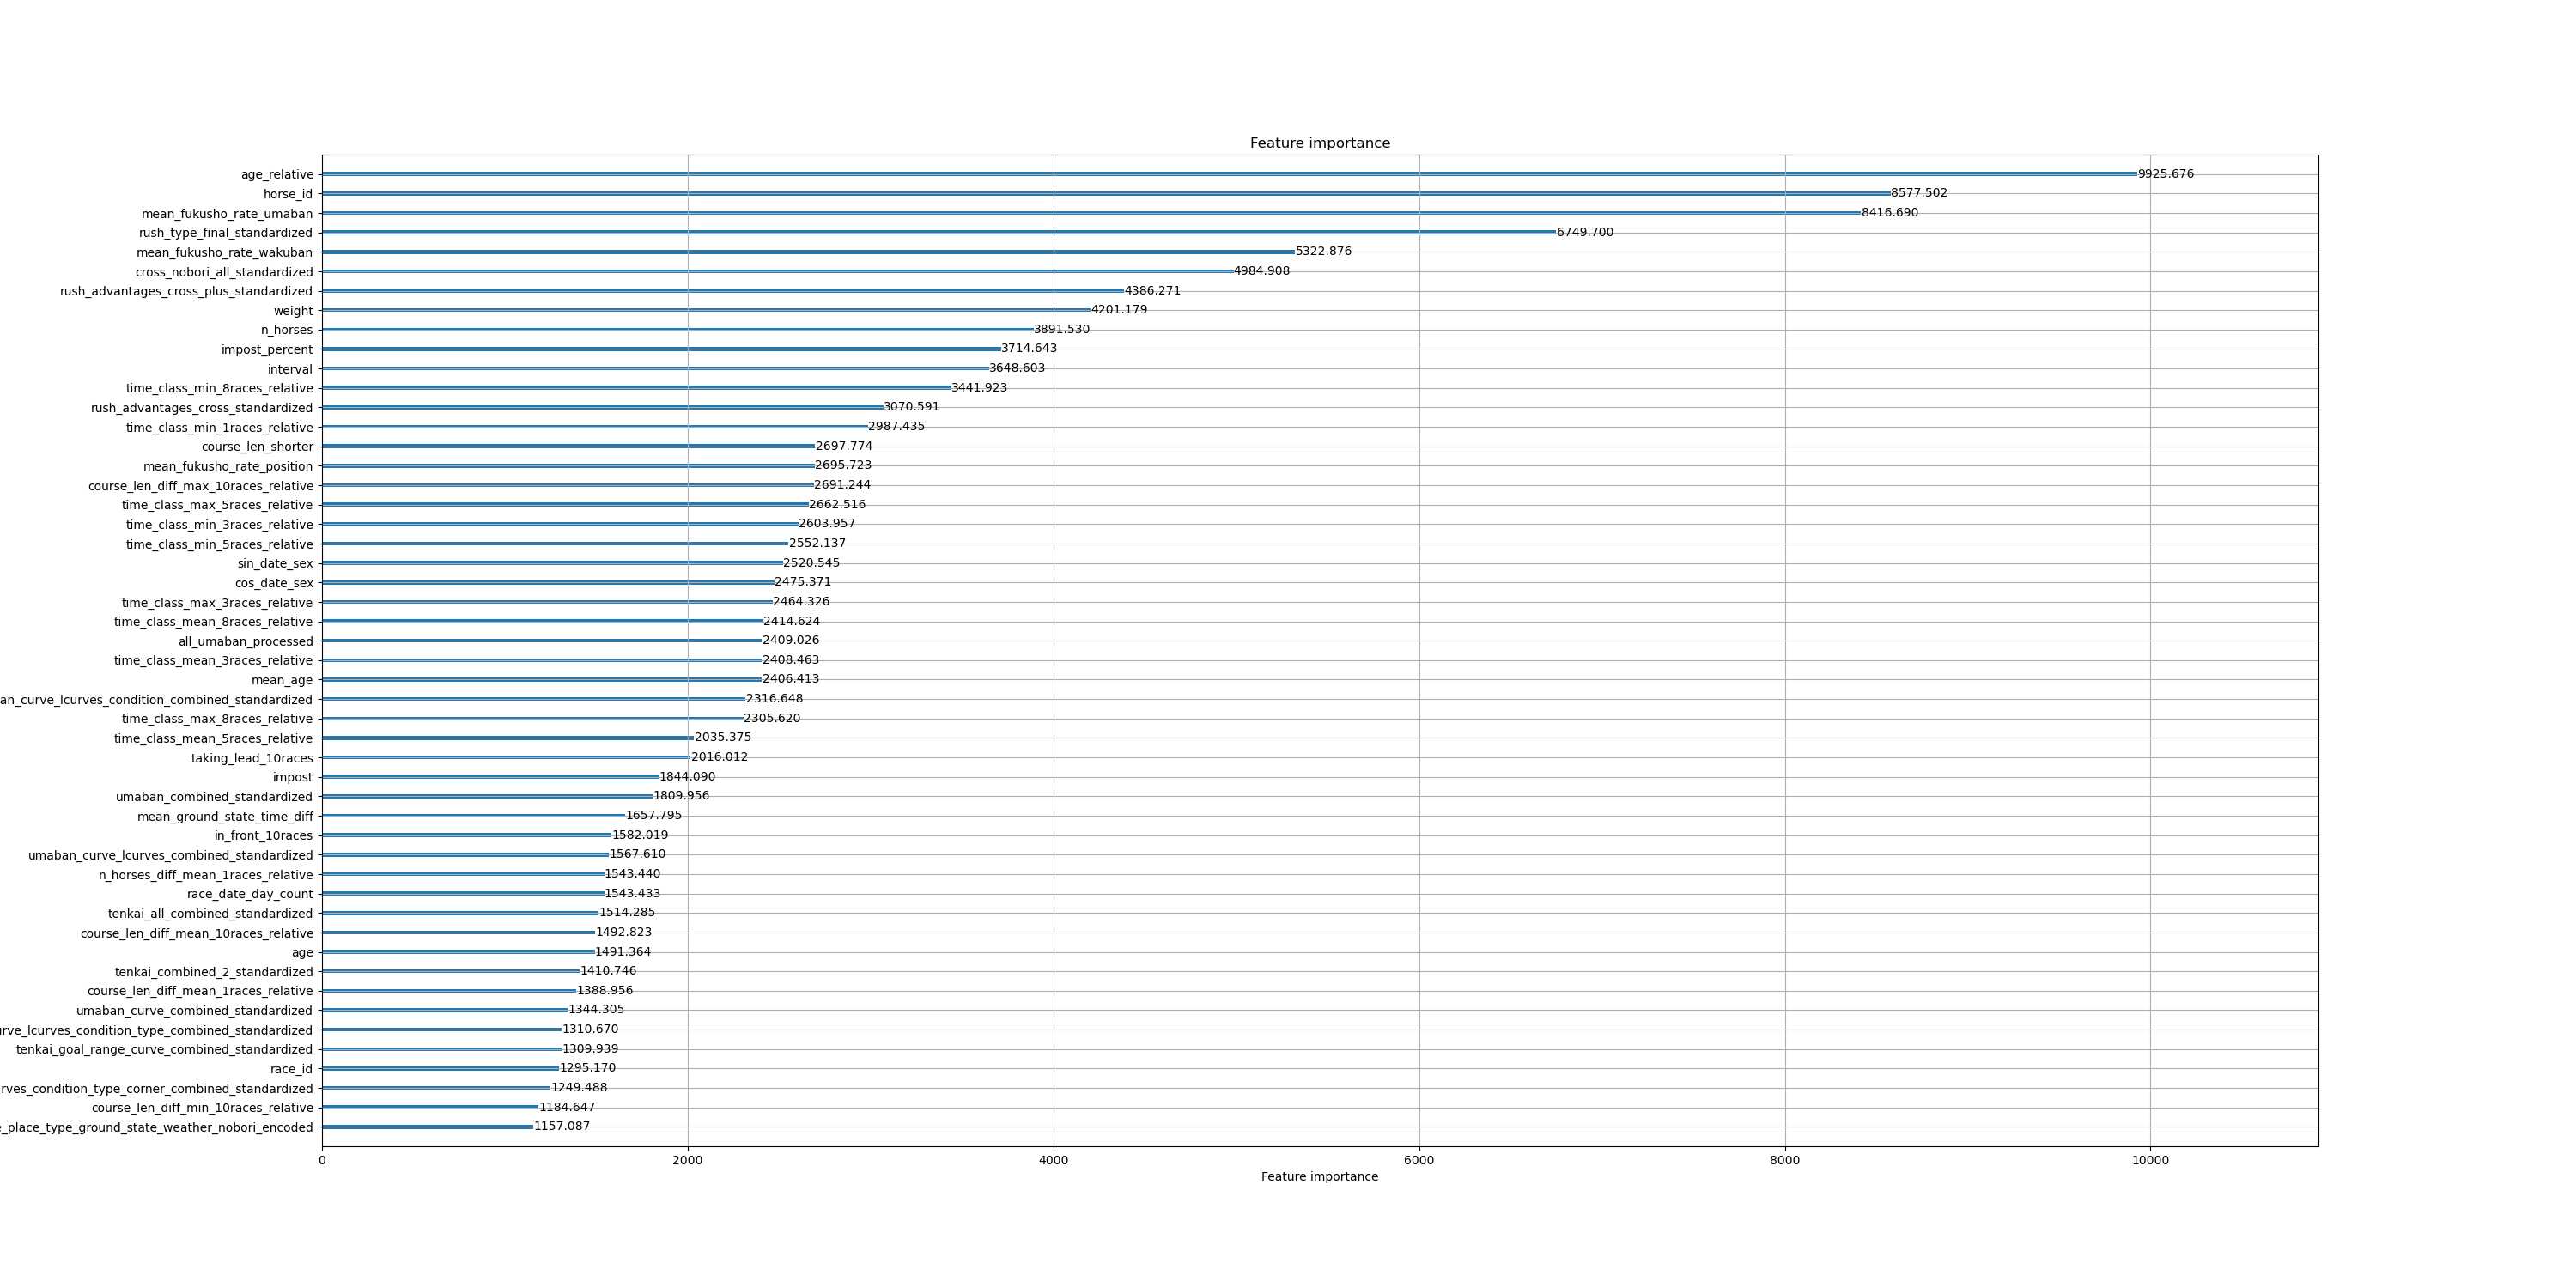 Feature importance
age_relative 9925.676
horse_id 8577.502
mean_fukusho_rate_umaban 8416.690
rush_type_final_standardized 6749.700
mean_fukusho_rate_wakuban 5322.876
cross_nobori_all_standardized 4984.908
rush_advantages_cross_plus_standardized 4386.271
weight 4201.179
n_horses 3891.530
impost_percent 3714.643
interval 3648.603
time_class_min_8races_relative 3441.923
rush_advantages_cross_standardized 3070.591
time_class_min_1races_relative 2987.435
course_len_shorter 2697.774
mean_fukusho_rate_position 2695.723
course_len_diff_max_10races_relative 2691.244
time_class_max_5races_relative 2662.516
time_class_min_3races_relative 2603.957
time_class_min_5races_relative 2552.137
sin_date_sex 2520.545
cos_date_sex 2475.371
time_class_max_3races_relative 2464.326
time_class_mean_8races_relative 2414.624
all_umaban_processed 2409.026
time_class_mean_3races_relative 2408.463
mean_age 2406.413
an_curve_lcurves_condition_combined_standardized 2316.648
time_class_max_8races_relative 2305.620
time_class_mean_5races_relative 2035.375
taking_lead_10races 2016.012
impost 1844.090
umaban_combined_standardized 1809.956
mean_ground_state_time_diff 1657.795
in_front_10races 1582.019
umaban_curve_lcurves_combined_standardized 1567.610
n_horses_diff_mean_1races_relative 1543.440
race_date_day_count 1543.433
tenkai_all_combined_standardized 1514.285
course_len_diff_mean_10races_relative 1492.823
age 1491.364
tenkai_combined_2_standardized 1410.746
course_len_diff_mean_1races_relative 1388.956
umaban_curve_combined_standardized 1344.305
rve_lcurves_condition_type_combined_standardized 1310.670
tenkai_goal_range_curve_combined_standardized 1309.939
race_id 1295.170
rves_condition_type_corner_combined_standardized 1249.488
course_len_diff_min_10races_relative 1184.647
_place_type_ground_state_weather_nobori_encoded 1157.087
0 2000 4000 6000 8000 10000
Feature importance